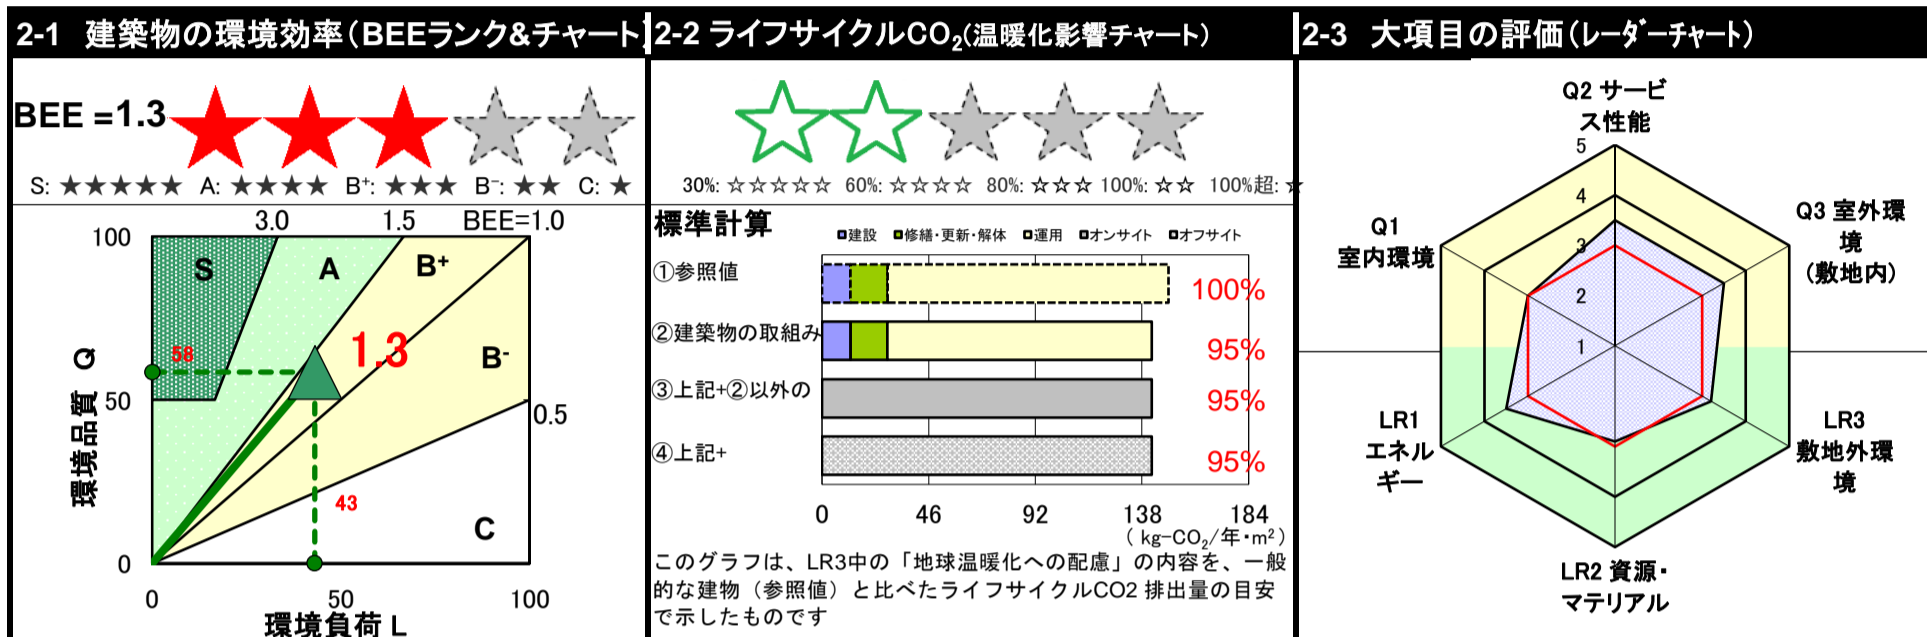 2-1 建築物の環境効率(BEEランク&チャート)
BEE =1.3
S: ★★★★★ A: ★★★★ B⁺: ★★★ B⁻: ★★ C: ★
3.0 1.5 BEE=1.0
100
S
A
B⁺
1.3
B⁻
58
環境品質 Q
50
0.5
43
C
0
0 50 100
環境負荷 L
2-2 ライフサイクルCO₂(温暖化影響チャート)
30%: ☆☆☆☆☆ 60%: ☆☆☆☆ 80%: ☆☆☆ 100%: ☆☆ 100%超: ☆
標準計算
建設 修繕・更新・解体 運用 オンサイト オフサイト
①参照値 100%
②建築物の取組み 95%
③上記+②以外の 95%
④上記+ 95%
0 46 92 138 184
( kg-CO₂/年・m²)
このグラフは、LR3中の「地球温暖化への配慮」の内容を、一般
的な建物(参照値)と比べたライフサイクルCO2 排出量の目安
で示したものです
2-3 大項目の評価(レーダーチャート)
Q2 サービ
ス性能
5
4
3
2
1
Q1
室内環境
Q3 室外環
境
(敷地内)
LR1
エネル
ギー
LR3
敷地外環
境
LR2 資源・
マテリアル